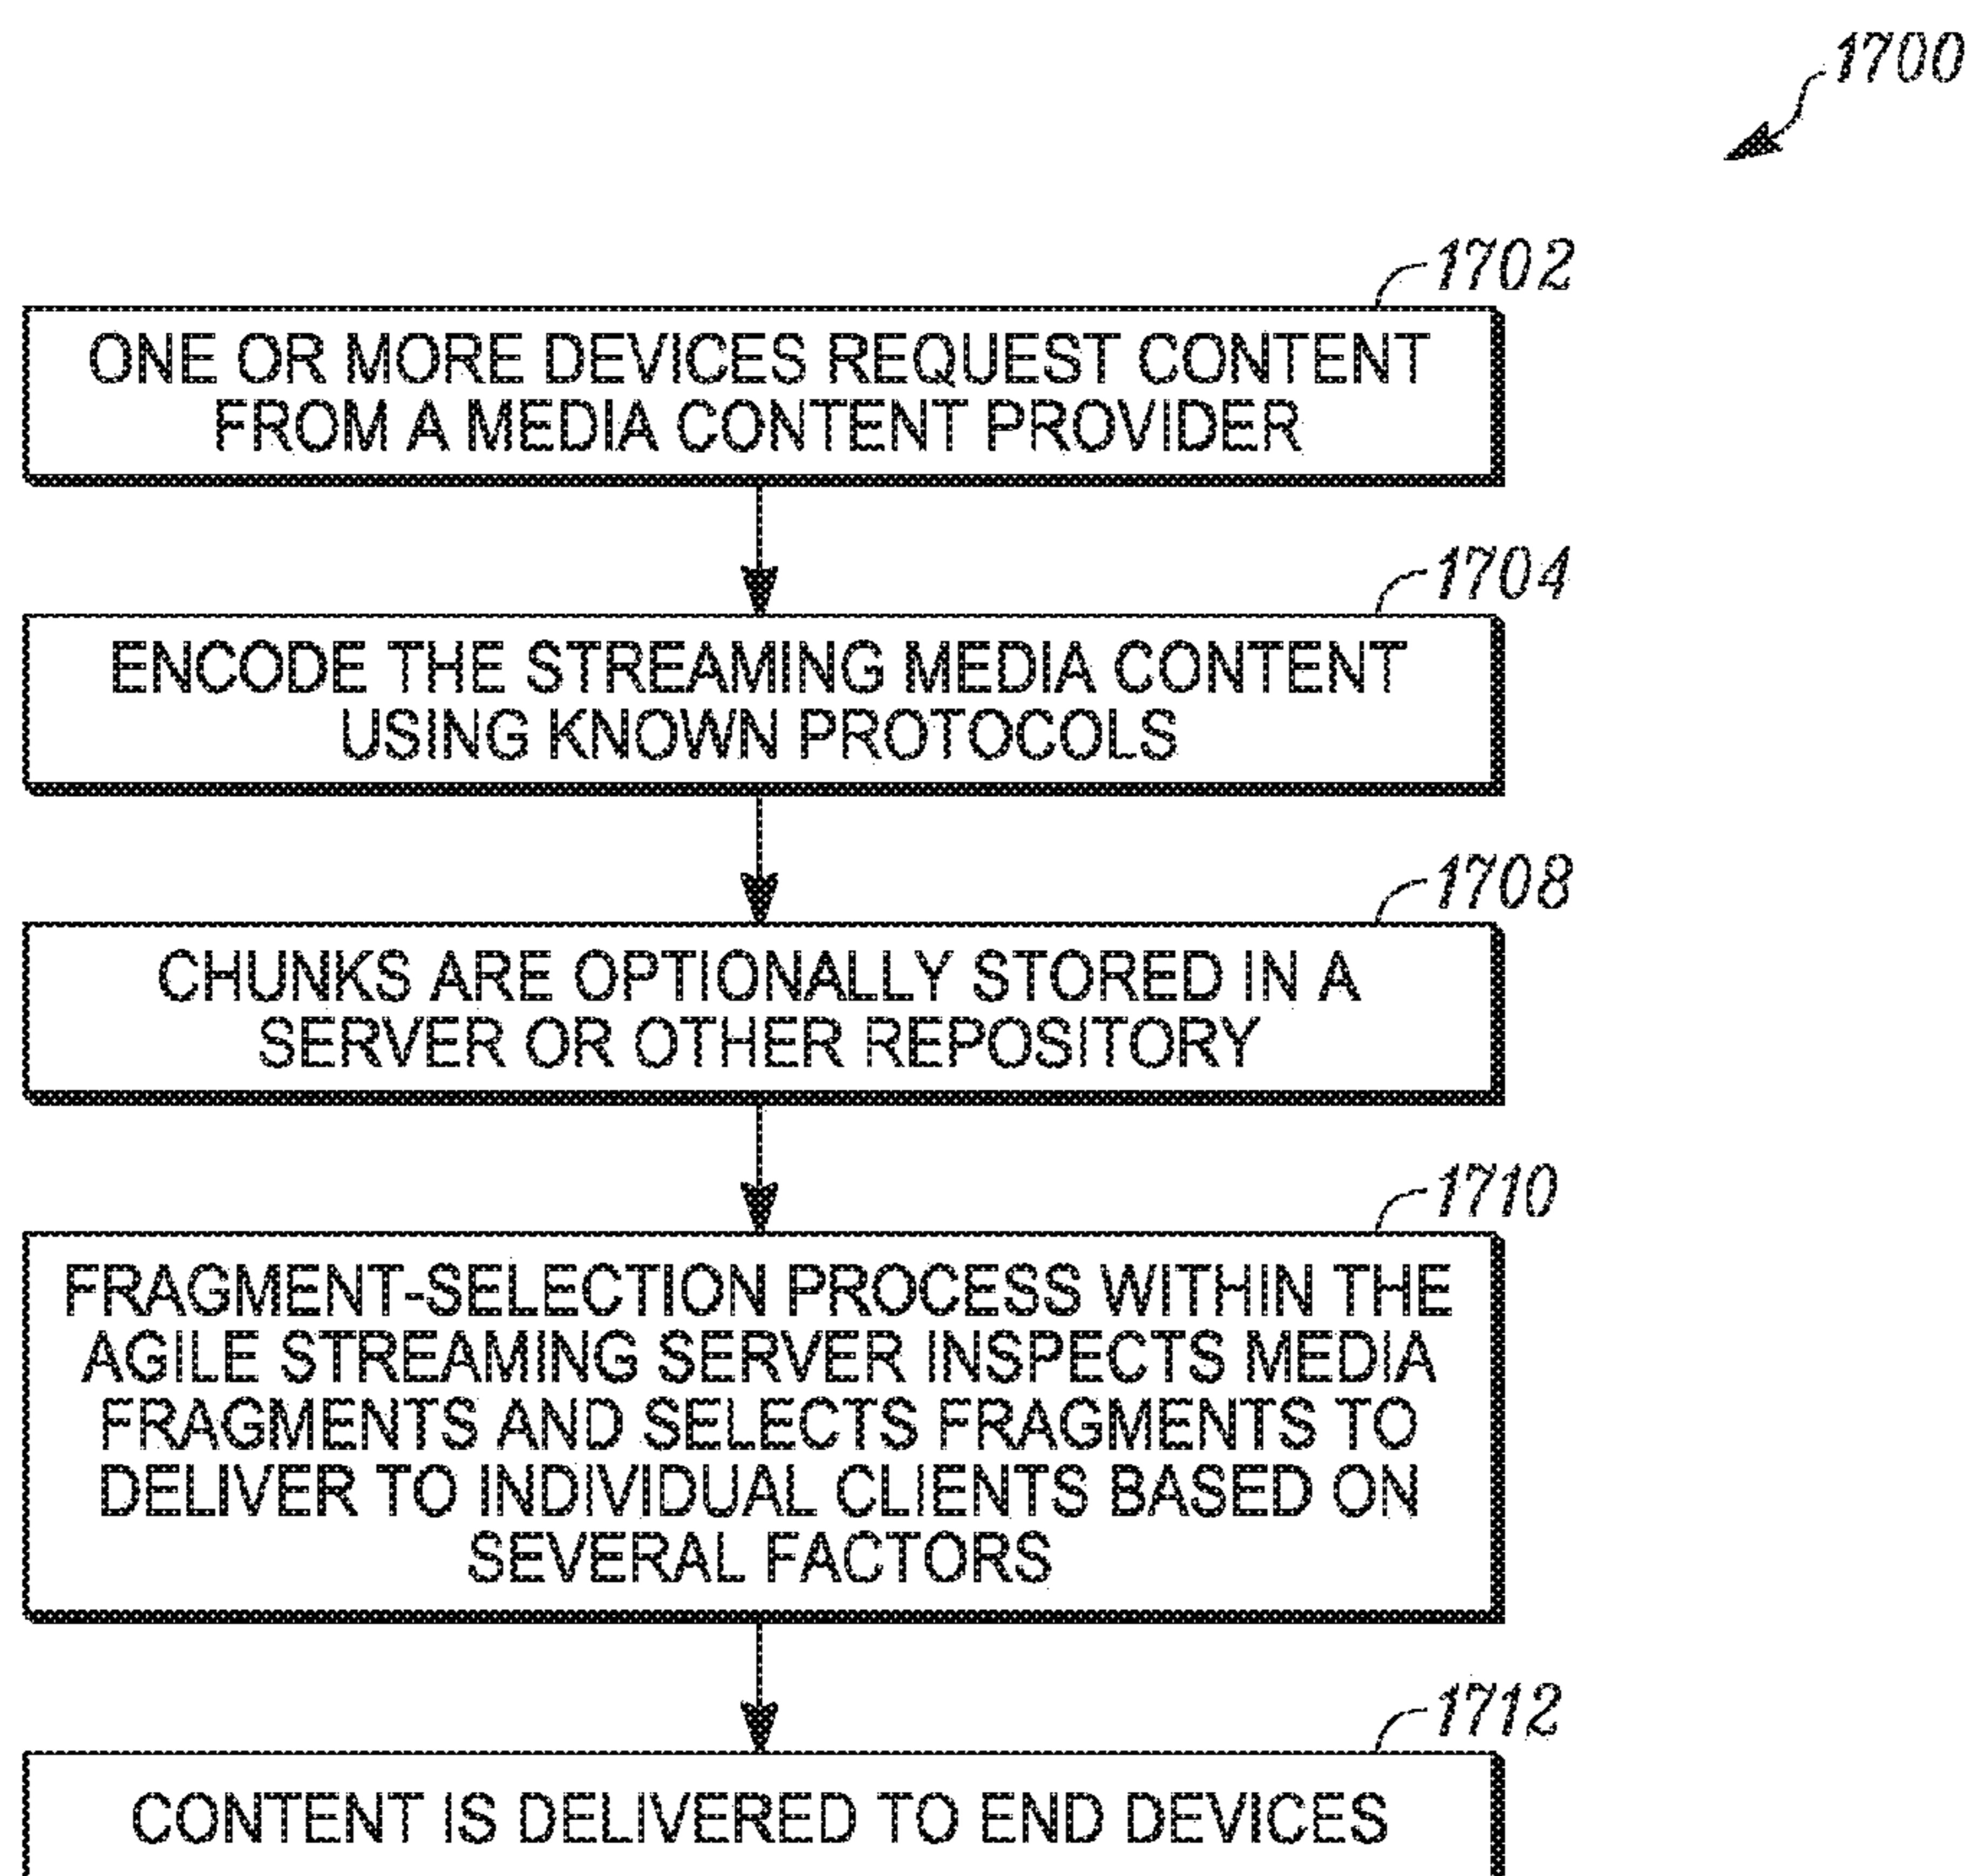 1700
1702
ONE OR MORE DEVICES REQUEST CONTENT
FROM A MEDIA CONTENT PROVIDER
1704
ENCODE THE STREAMING MEDIA CONTENT
USING KNOWN PROTOCOLS
1708
CHUNKS ARE OPTIONALLY STORED IN A
SERVER OR OTHER REPOSITORY
1710
FRAGMENT-SELECTION PROCESS WITHIN THE
AGILE STREAMING SERVER INSPECTS MEDIA
FRAGMENTS AND SELECTS FRAGMENTS TO
DELIVER TO INDIVIDUAL CLIENTS BASED ON
SEVERAL FACTORS
1712
CONTENT IS DELIVERED TO END DEVICES